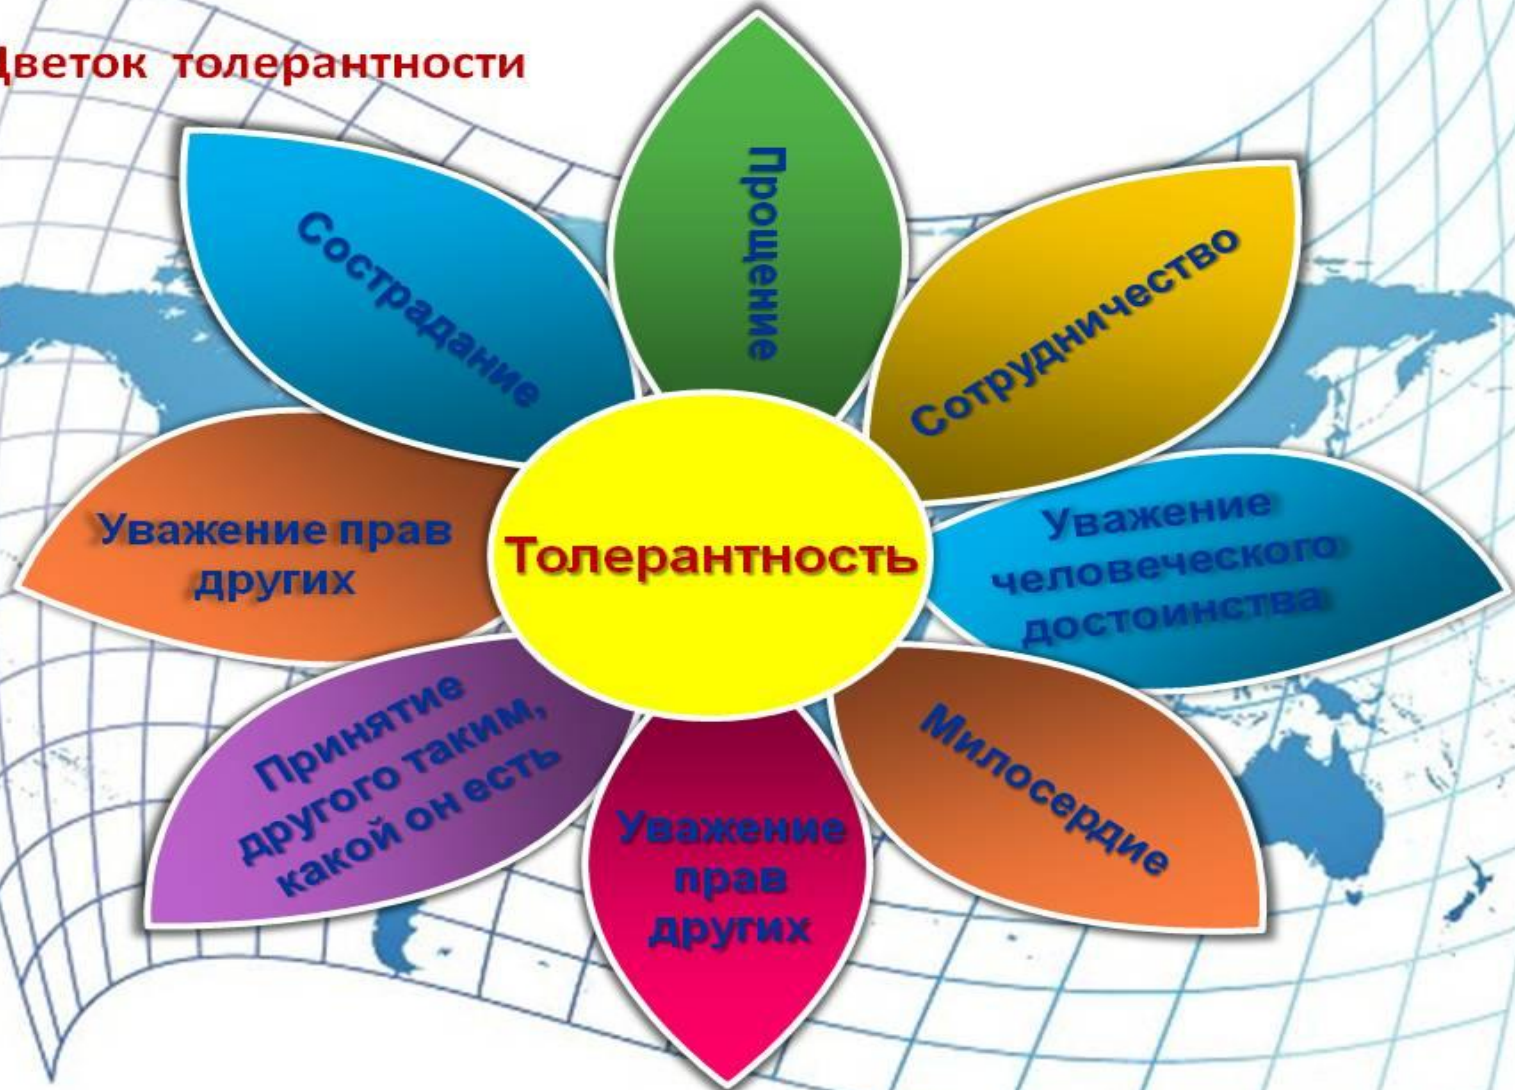 Цветок толерантности
Прощение
Сострадание
Сотрудничество
Уважение прав
других
Толерантность
Уважение
человеческого
достоинства
Принятие
другого таким,
какой он есть
Милосердие
Уважение
прав
других